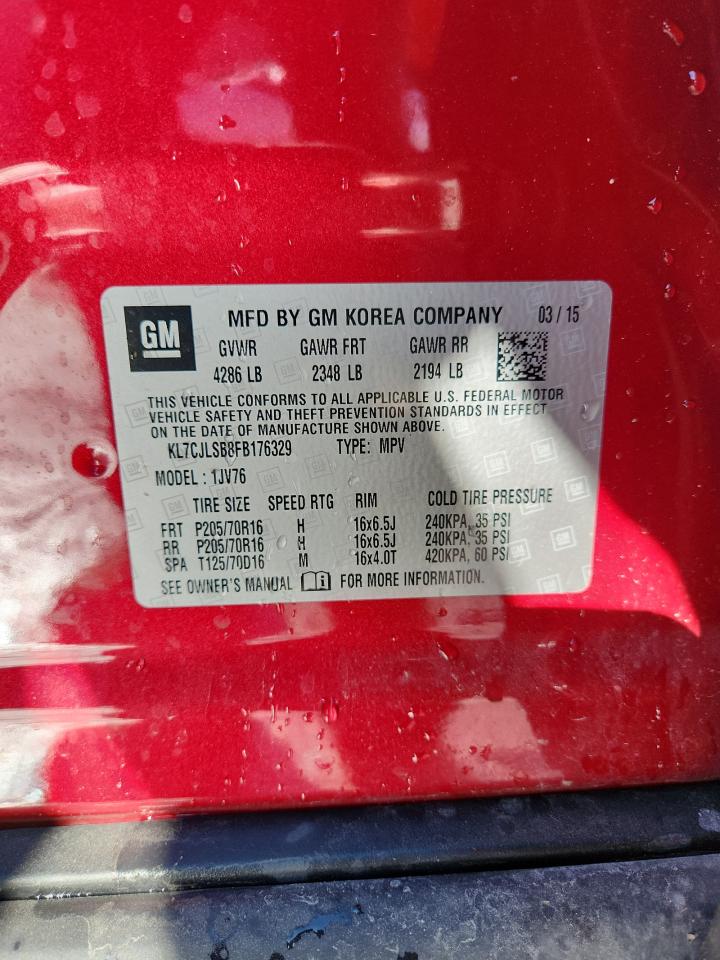 GM MFD BY GM KOREA COMPANY 03 / 15
GVWR GAWR FRT GAWR RR
4286 LB 2348 LB 2194 LB
THIS VEHICLE CONFORMS TO ALL APPLICABLE U.S. FEDERAL MOTOR
VEHICLE SAFETY AND THEFT PREVENTION STANDARDS IN EFFECT
ON THE DATE OF MANUFACTURE SHOWN ABOVE.
KL7CJLSB8FB176329 TYPE: MPV
MODEL : 1JV76
TIRE SIZE SPEED RTG RIM COLD TIRE PRESSURE
FRT P205/70R16 H 16x6.5J 240KPA, 35 PSI
RR P205/70R16 H 16x6.5J 240KPA, 35 PSI
SPA T125/70D16 M 16x4.0T 420KPA, 60 PSI
SEE OWNER'S MANUAL FOR MORE INFORMATION.